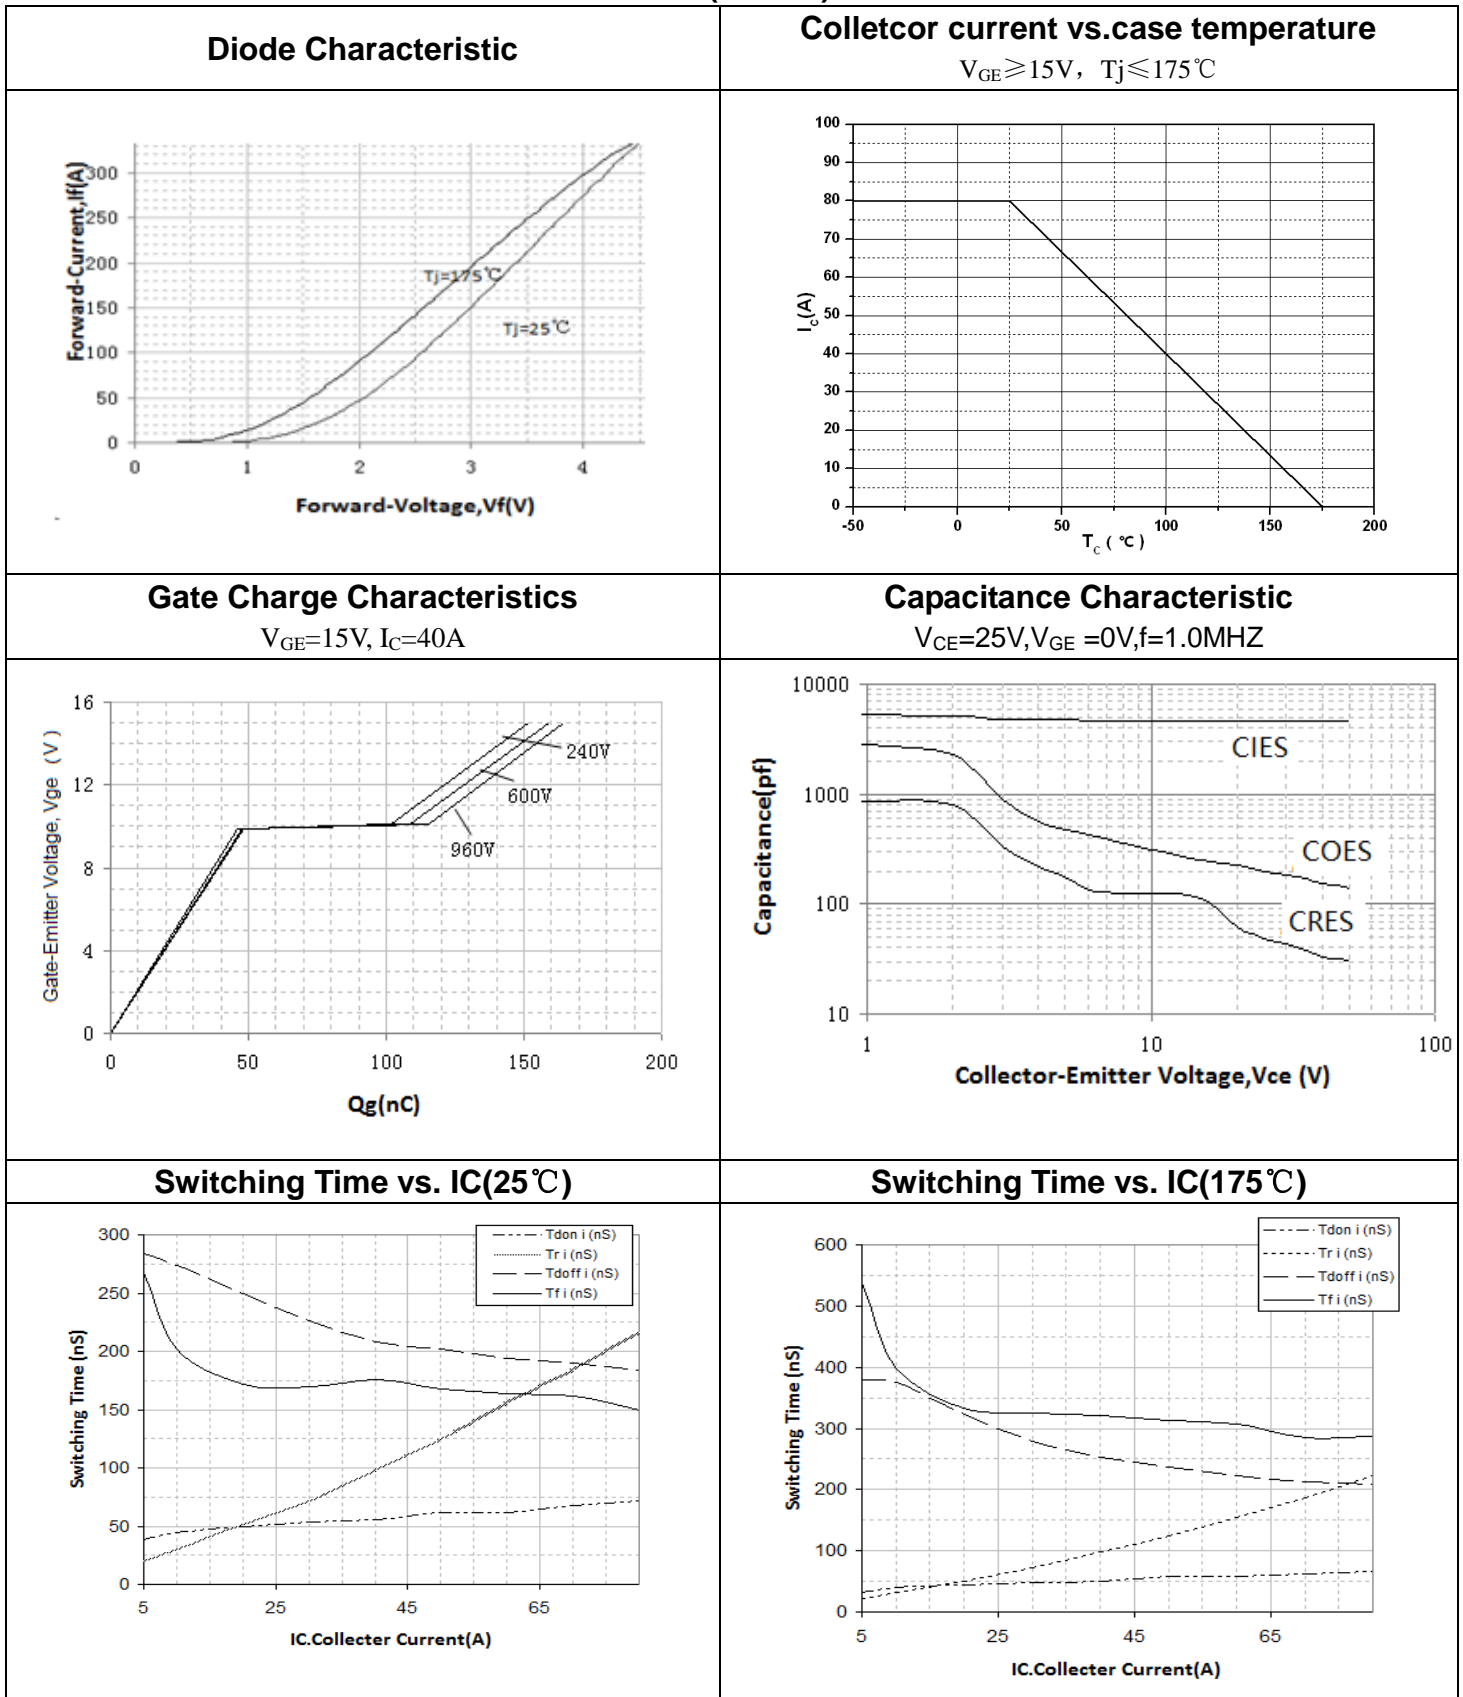 Diode Characteristic
Colletcor current vs.case temperature
VGE≥15V, Tj≤175℃
Forward-Current,If(A)
300
250
200
150
100
50
0
0 1 2 3 4
Tj=175℃
Tj=25℃
Forward-Voltage,Vf(V)
Ic(A)
100
90
80
70
60
50
40
30
20
10
0
-50 0 50 100 150 200
Tc ( ℃ )
Gate Charge Characteristics
VGE=15V, IC=40A
Capacitance Characteristic
VCE=25V,VGE =0V,f=1.0MHZ
Gate-Emitter Voltage, Vge (V)
16
12
8
4
0
0 50 100 150 200
240V
600V
960V
Qg(nC)
Capacitance(pf)
10000
1000
100
10
1 10 100
CIES
COES
CRES
Collector-Emitter Voltage,Vce (V)
Switching Time vs. IC(25℃)
Switching Time vs. IC(175℃)
Switching Time (nS)
300
250
200
150
100
50
0
5 25 45 65
Tdon i (nS)
Tr i (nS)
Tdoff i (nS)
Tf i (nS)
IC.Collecter Current(A)
Switching Time (nS)
600
500
400
300
200
100
0
5 25 45 65
Tdon i (nS)
Tr i (nS)
Tdoff i (nS)
Tf i (nS)
IC.Collecter Current(A)